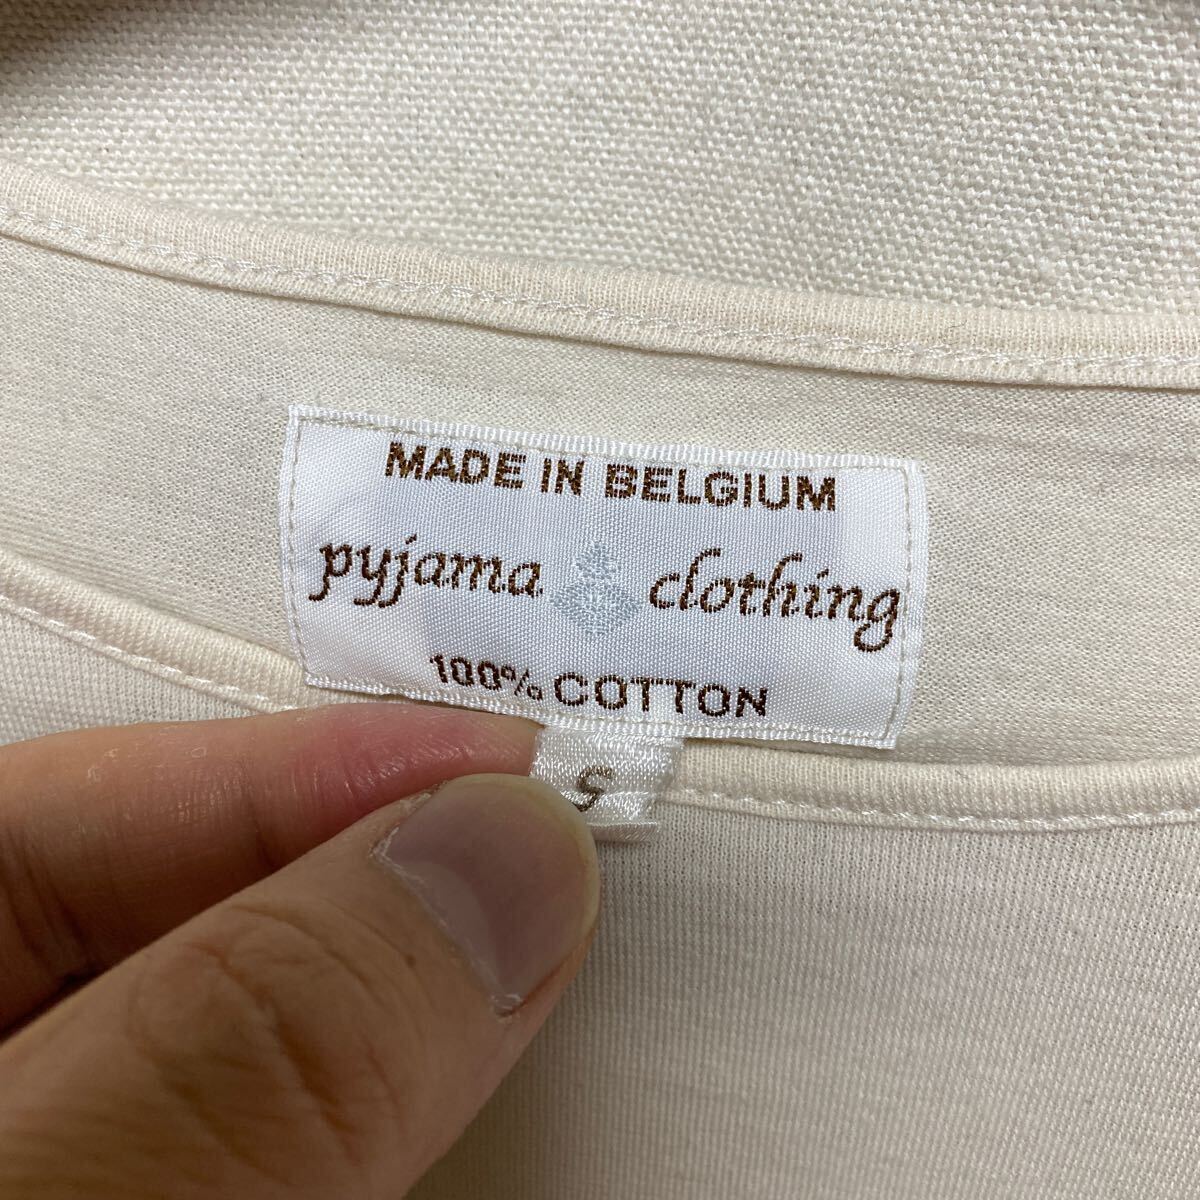 MADE IN BELGIUM
pyjama clothing
100% COTTON
S